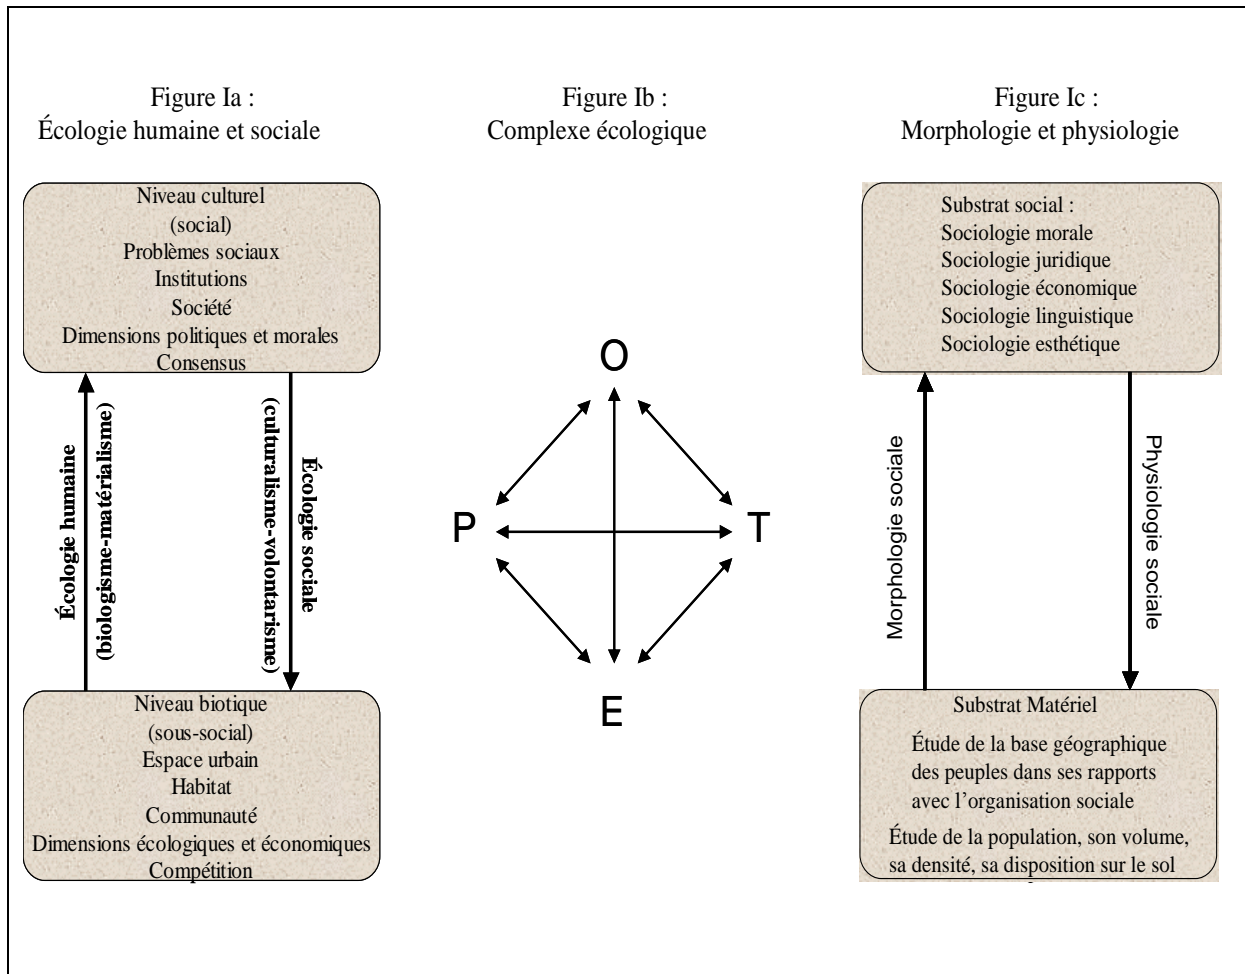 Figure Ia :
Écologie humaine et sociale
Niveau culturel
(social)
Problèmes sociaux
Institutions
Société
Dimensions politiques et morales
Consensus
Écologie humaine
(biologisme-matérialisme)
Écologie sociale
(culturalisme-volontarisme)
Niveau biotique
(sous-social)
Espace urbain
Habitat
Communauté
Dimensions écologiques et économiques
Compétition
Figure Ib :
Complexe écologique
O
P
T
E
Figure Ic :
Morphologie et physiologie
Substrat social :
Sociologie morale
Sociologie juridique
Sociologie économique
Sociologie linguistique
Sociologie esthétique
Morphologie sociale
Physiologie sociale
Substrat Matériel
Étude de la base géographique
des peuples dans ses rapports
avec l’organisation sociale
Étude de la population, son volume,
sa densité, sa disposition sur le sol